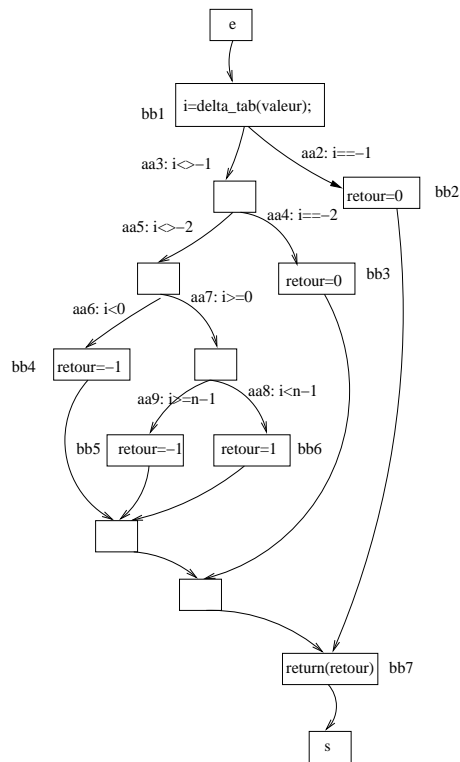 e
i=delta_tab(valeur);
bb1
aa3: i<>−1
aa2: i==−1
retour=0
bb2
aa5: i<>−2
aa4: i==−2
retour=0
bb3
aa6: i<0
aa7: i>=0
bb4
retour=−1
aa9: i>=n−1
aa8: i<n−1
bb5
retour=−1
retour=1
bb6
return(retour)
bb7
s